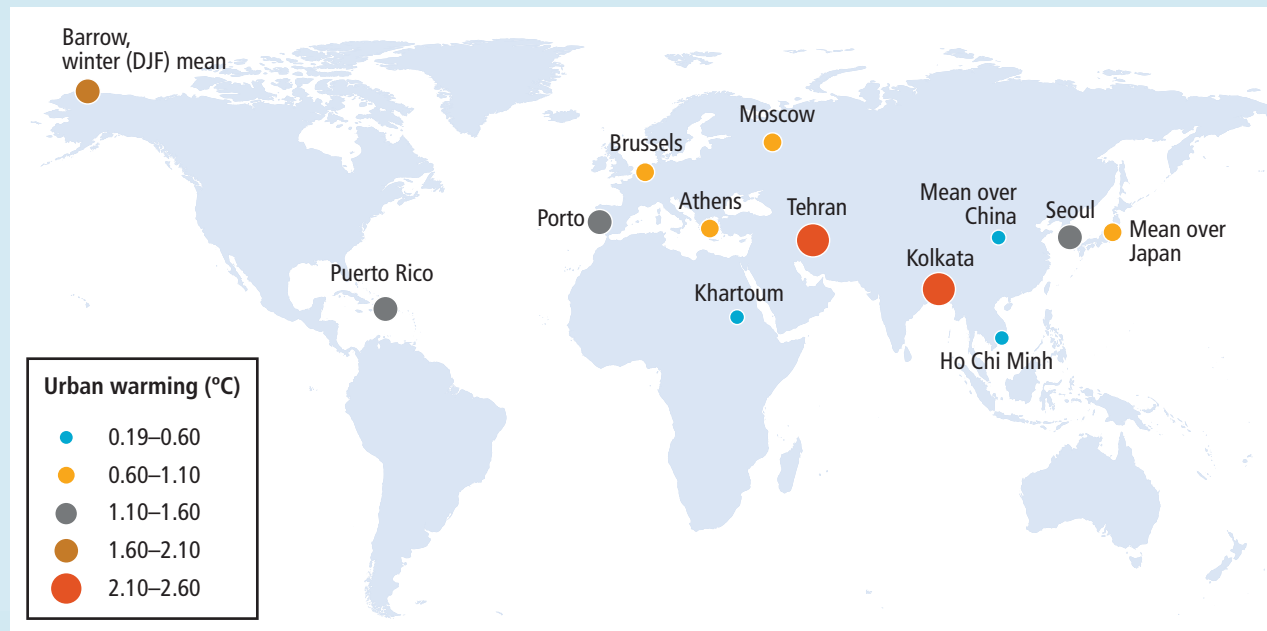 Barrow,
winter (DJF) mean
Moscow
Brussels
Mean over
China
Athens
Tehran
Seoul
Porto
Mean over
Japan
Kolkata
Puerto Rico
Khartoum
Ho Chi Minh
Urban warming (ºC)
0.19–0.60
0.60–1.10
1.10–1.60
1.60–2.10
2.10–2.60